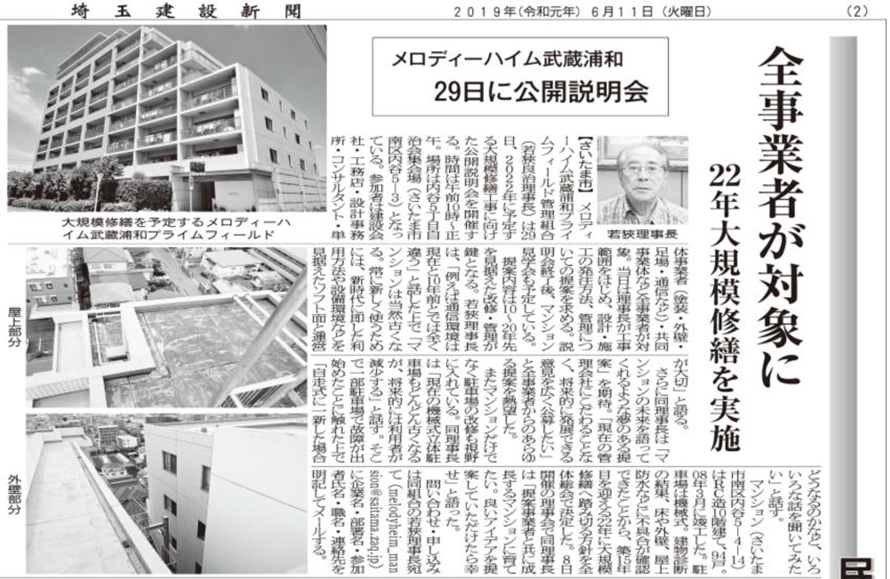 埼玉建設新聞
2019年(令和元年) 6月11日 (火曜日)
(2)
全事業者が対象に
22年大規模修繕を実施
メロディーハイム武蔵浦和
29日に公開説明会
若狭理事長
大規模修繕を予定するメロディーハ
イム武蔵浦和プライムフィールド
屋上部分
外壁部分
【さいたま市】メロディ
ーハイム武蔵浦和プライ
ムフィールド管理組合
(若狭良治理事長)は29
日、2022年に予定す
る大規模修繕工事に向け
た公開説明会を開催す
る。時間は午前10時～正
午。場所は内谷5丁目自
治会集会場(さいたま市
南区内谷5−3)となっ
ている。参加者は建設会
社・工務店・設計事務
所・コンサルタント・単
体事業者(塗装・外壁・
足場・通信など)・共同
事業体など全事業者が対
象。当日は理事長が工事
範囲をはじめ、設計・施
工の発注方法、管理につ
いての提案を求める。説
明会終了後、マンション
見学会も予定している。
提案内容は10～20年先
を見据えた改修・管理が
鍵となる。若狭理事長
は、「例えば通信環境は
現在と10年前とでは全く
違う」と話した上で「マ
ンションは当然古くな
る。常に新しく使うため
には、新時代に即した利
用方法や設備環境などを
見据えたソフト面と運営
が大切」と語る。
さらに同理事長は「マ
ンションの未来を語って
くれるような夢のある提
案」を期待。「現在の管
理会社にこだわることな
く、将来的に発展できる
意見を広く公募したい」
と全事業者からのあらゆ
る提案を熱望した。
またマンションだけで
なく駐車場の改修も視野
に入れている。同理事長
は「現在の機械式立体駐
車場もどんどん古くなる
が、将来的には利用者が
減少する」と話す。そし
て「一部駐車場で故障が出
始めたことに触れた上で
「自走式に一新した場合
どうなるのかなど、いろ
いろな話を聞いてみた
い」と話す。
マンション(さいたま
市南区内谷5−4−14)
はRC造10階建て、94戸。
08年3月に竣工した。駐
車場は機械式。建物診断
の結果、床や外壁、屋上
防水などに不具合が確認
できたことから、築15年
目を迎える22年に大規模
修繕へ踏み切る方針を全
体総会で決定した。8日
開催の理事会で同理事長
は「提案事業者と共に成
長するマンションに育て
たい。良いアイデアを提
案していただけたら幸
せ」と語った。
問い合わせ・申し込み
は同組合の若狭理事長宛
て(melodyheim_man
sion@saitama.zaq.jp)
に企業名・部署名・参加
者氏名・職名・連絡先を
明記してメールする。